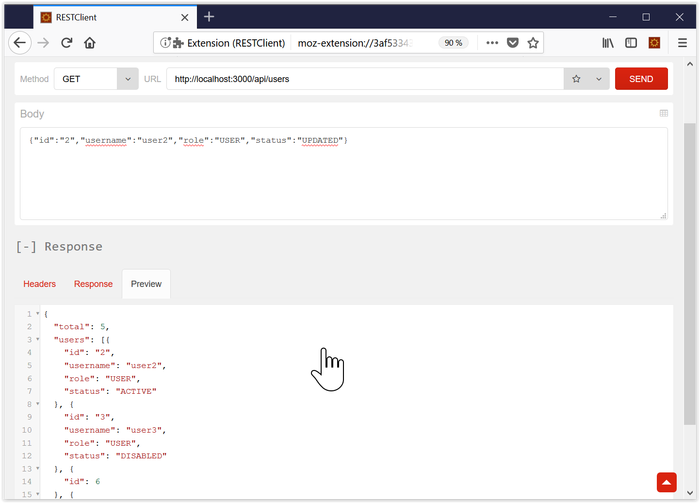 RESTClient
Extension (RESTClient)
moz-extension://3af5334
90 %
Method
GET
URL
http://localhost:3000/api/users
SEND
Body
{"id":"2","username":"user2","role":"USER","status":"UPDATED"}
[-] Response
Headers
Response
Preview
1 {
2 "total": 5,
3 "users": [{
4 "id": "2",
5 "username": "user2",
6 "role": "USER",
7 "status": "ACTIVE"
8 }, {
9 "id": "3",
10 "username": "user3",
11 "role": "USER",
12 "status": "DISABLED"
13 }, {
14 "id": 6
15 }, {